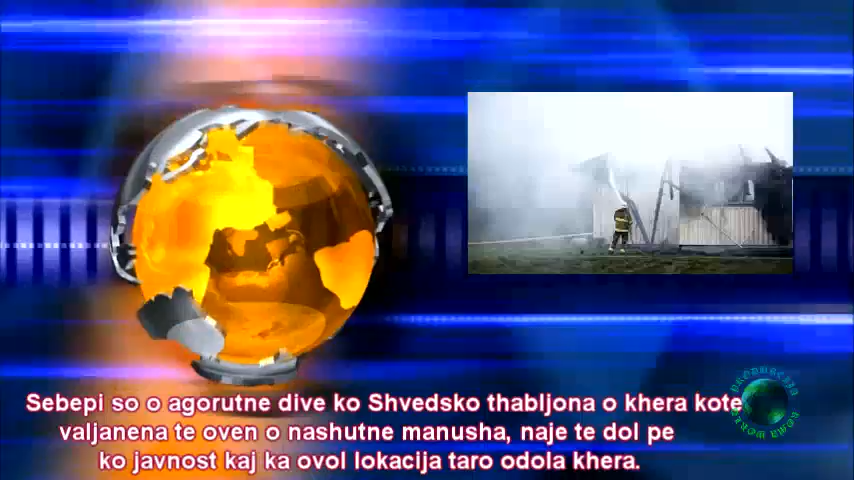 Sebepi so o agorutne dive ko Shvedsko thabljona o khera kote
valjanena te oven o nashutne manusha, naje te dol pe
ko javnost kaj ka ovol lokacija taro odola khera.